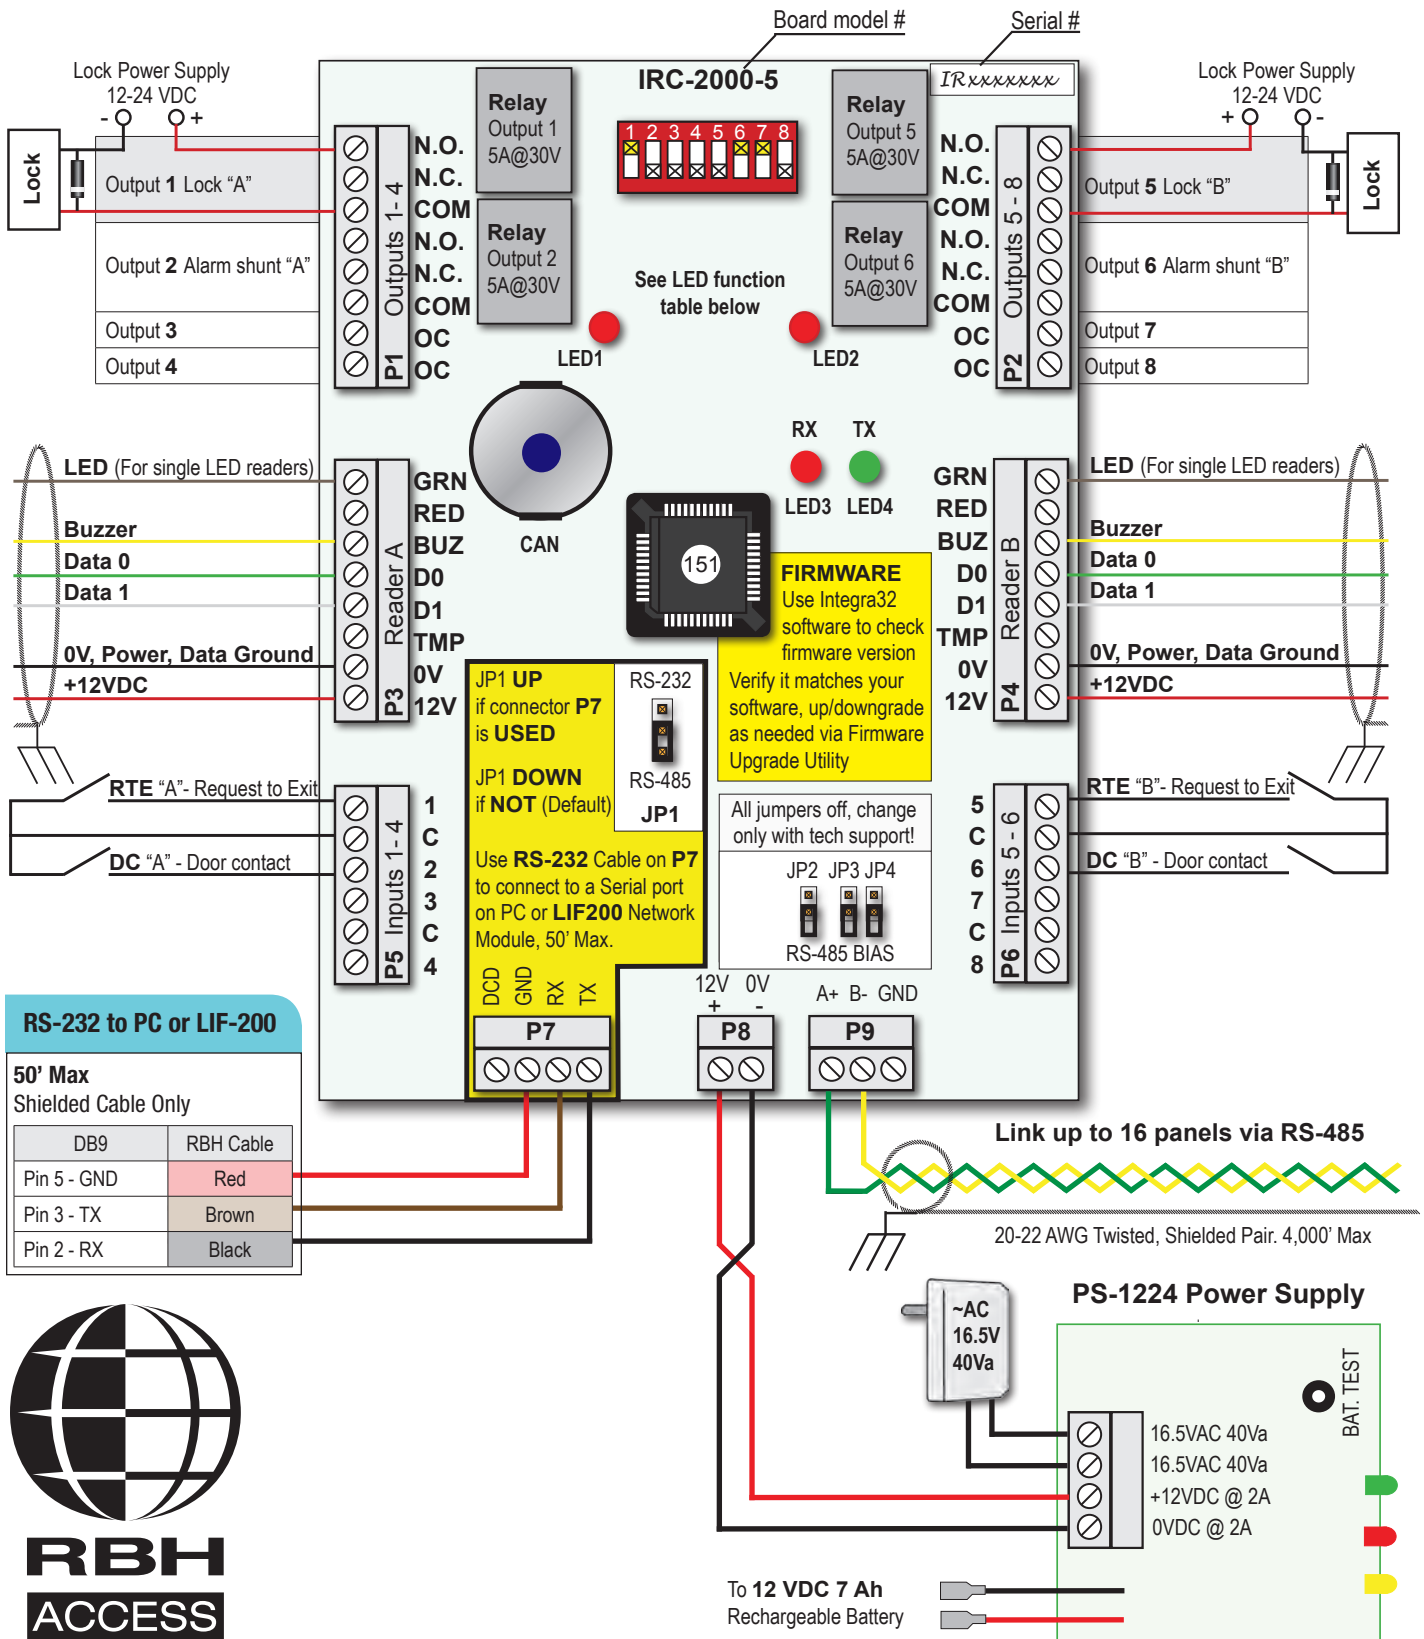 Board model #
Serial #
Lock Power Supply
12-24 VDC
- +
Lock
Output 1 Lock "A"
Output 2 Alarm shunt "A"
Output 3
Output 4
P1 Outputs 1- 4
N.O.
N.C.
COM
N.O.
N.C.
COM
OC
OC
Relay
Output 1
5A@30V
Relay
Output 2
5A@30V
IRC-2000-5
1 2 3 4 5 6 7 8
See LED function
table below
LED1
LED2
IRxxxxxxx
Relay
Output 5
5A@30V
Relay
Output 6
5A@30V
N.O.
N.C.
COM
N.O.
N.C.
COM
OC
OC
P2 Outputs 5 - 8
Lock Power Supply
12-24 VDC
+ -
Lock
Output 5 Lock "B"
Output 6 Alarm shunt "B"
Output 7
Output 8
LED (For single LED readers)
Buzzer
Data 0
Data 1
0V, Power, Data Ground
+12VDC
P3 Reader A
GRN
RED
BUZ
D0
D1
TMP
0V
12V
CAN
RX TX
LED3 LED4
151
FIRMWARE
Use Integra32
software to check
firmware version
Verify it matches your
software, up/downgrade
as needed via Firmware
Upgrade Utility
GRN
RED
BUZ
D0
D1
TMP
0V
12V
P4 Reader B
LED (For single LED readers)
Buzzer
Data 0
Data 1
0V, Power, Data Ground
+12VDC
RTE "A"- Request to Exit
DC "A" - Door contact
P5 Inputs 1- 4
1
C
2
3
C
4
JP1 UP
if connector P7
is USED
JP1 DOWN
if NOT (Default)
RS-232
RS-485
JP1
Use RS-232 Cable on P7
to connect to a Serial port
on PC or LIF200 Network
Module, 50' Max.
DCD
GND
RX
TX
P7
All jumpers off, change
only with tech support!
JP2 JP3 JP4
RS-485 BIAS
12V 0V
+ -
P8
A+ B- GND
P9
5
C
6
7
C
8
P6 Inputs 5 - 6
RTE "B"- Request to Exit
DC "B" - Door contact
RS-232 to PC or LIF-200
50' Max
Shielded Cable Only
DB9 RBH Cable
Pin 5 - GND Red
Pin 3 - TX Brown
Pin 2 - RX Black
Link up to 16 panels via RS-485
20-22 AWG Twisted, Shielded Pair. 4,000' Max
PS-1224 Power Supply
~AC
16.5V
40Va
BAT. TEST
16.5VAC 40Va
16.5VAC 40Va
+12VDC @ 2A
0VDC @ 2A
To 12 VDC 7 Ah
Rechargeable Battery
RBH
ACCESS